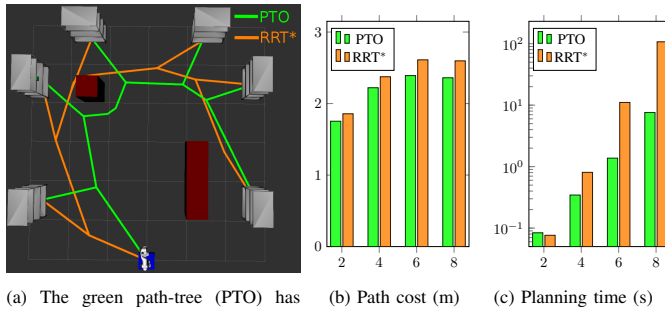 PTO
RRT*
3
2
1
0
2 4 6 8
PTO
RRT*
10²
10¹
10⁰
10⁻¹
2 4 6 8
PTO
RRT*
(a) The green path-tree (PTO) has
(b) Path cost (m)
(c) Planning time (s)